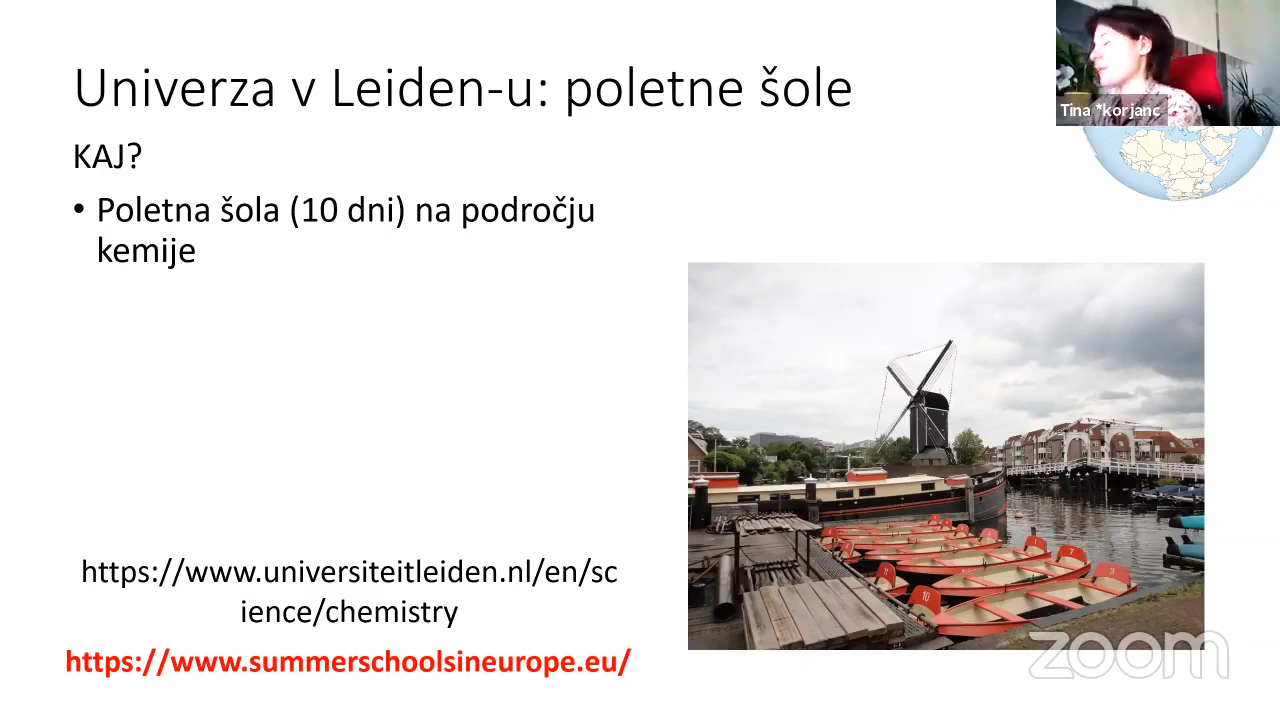 Univerza v Leiden-u: poletne šole
Tina *korjanc
KAJ?
• Poletna šola (10 dni) na področju
kemije
https://www.universiteitleiden.nl/en/sc
ience/chemistry
https://www.summerschoolsineurope.eu/
zoom